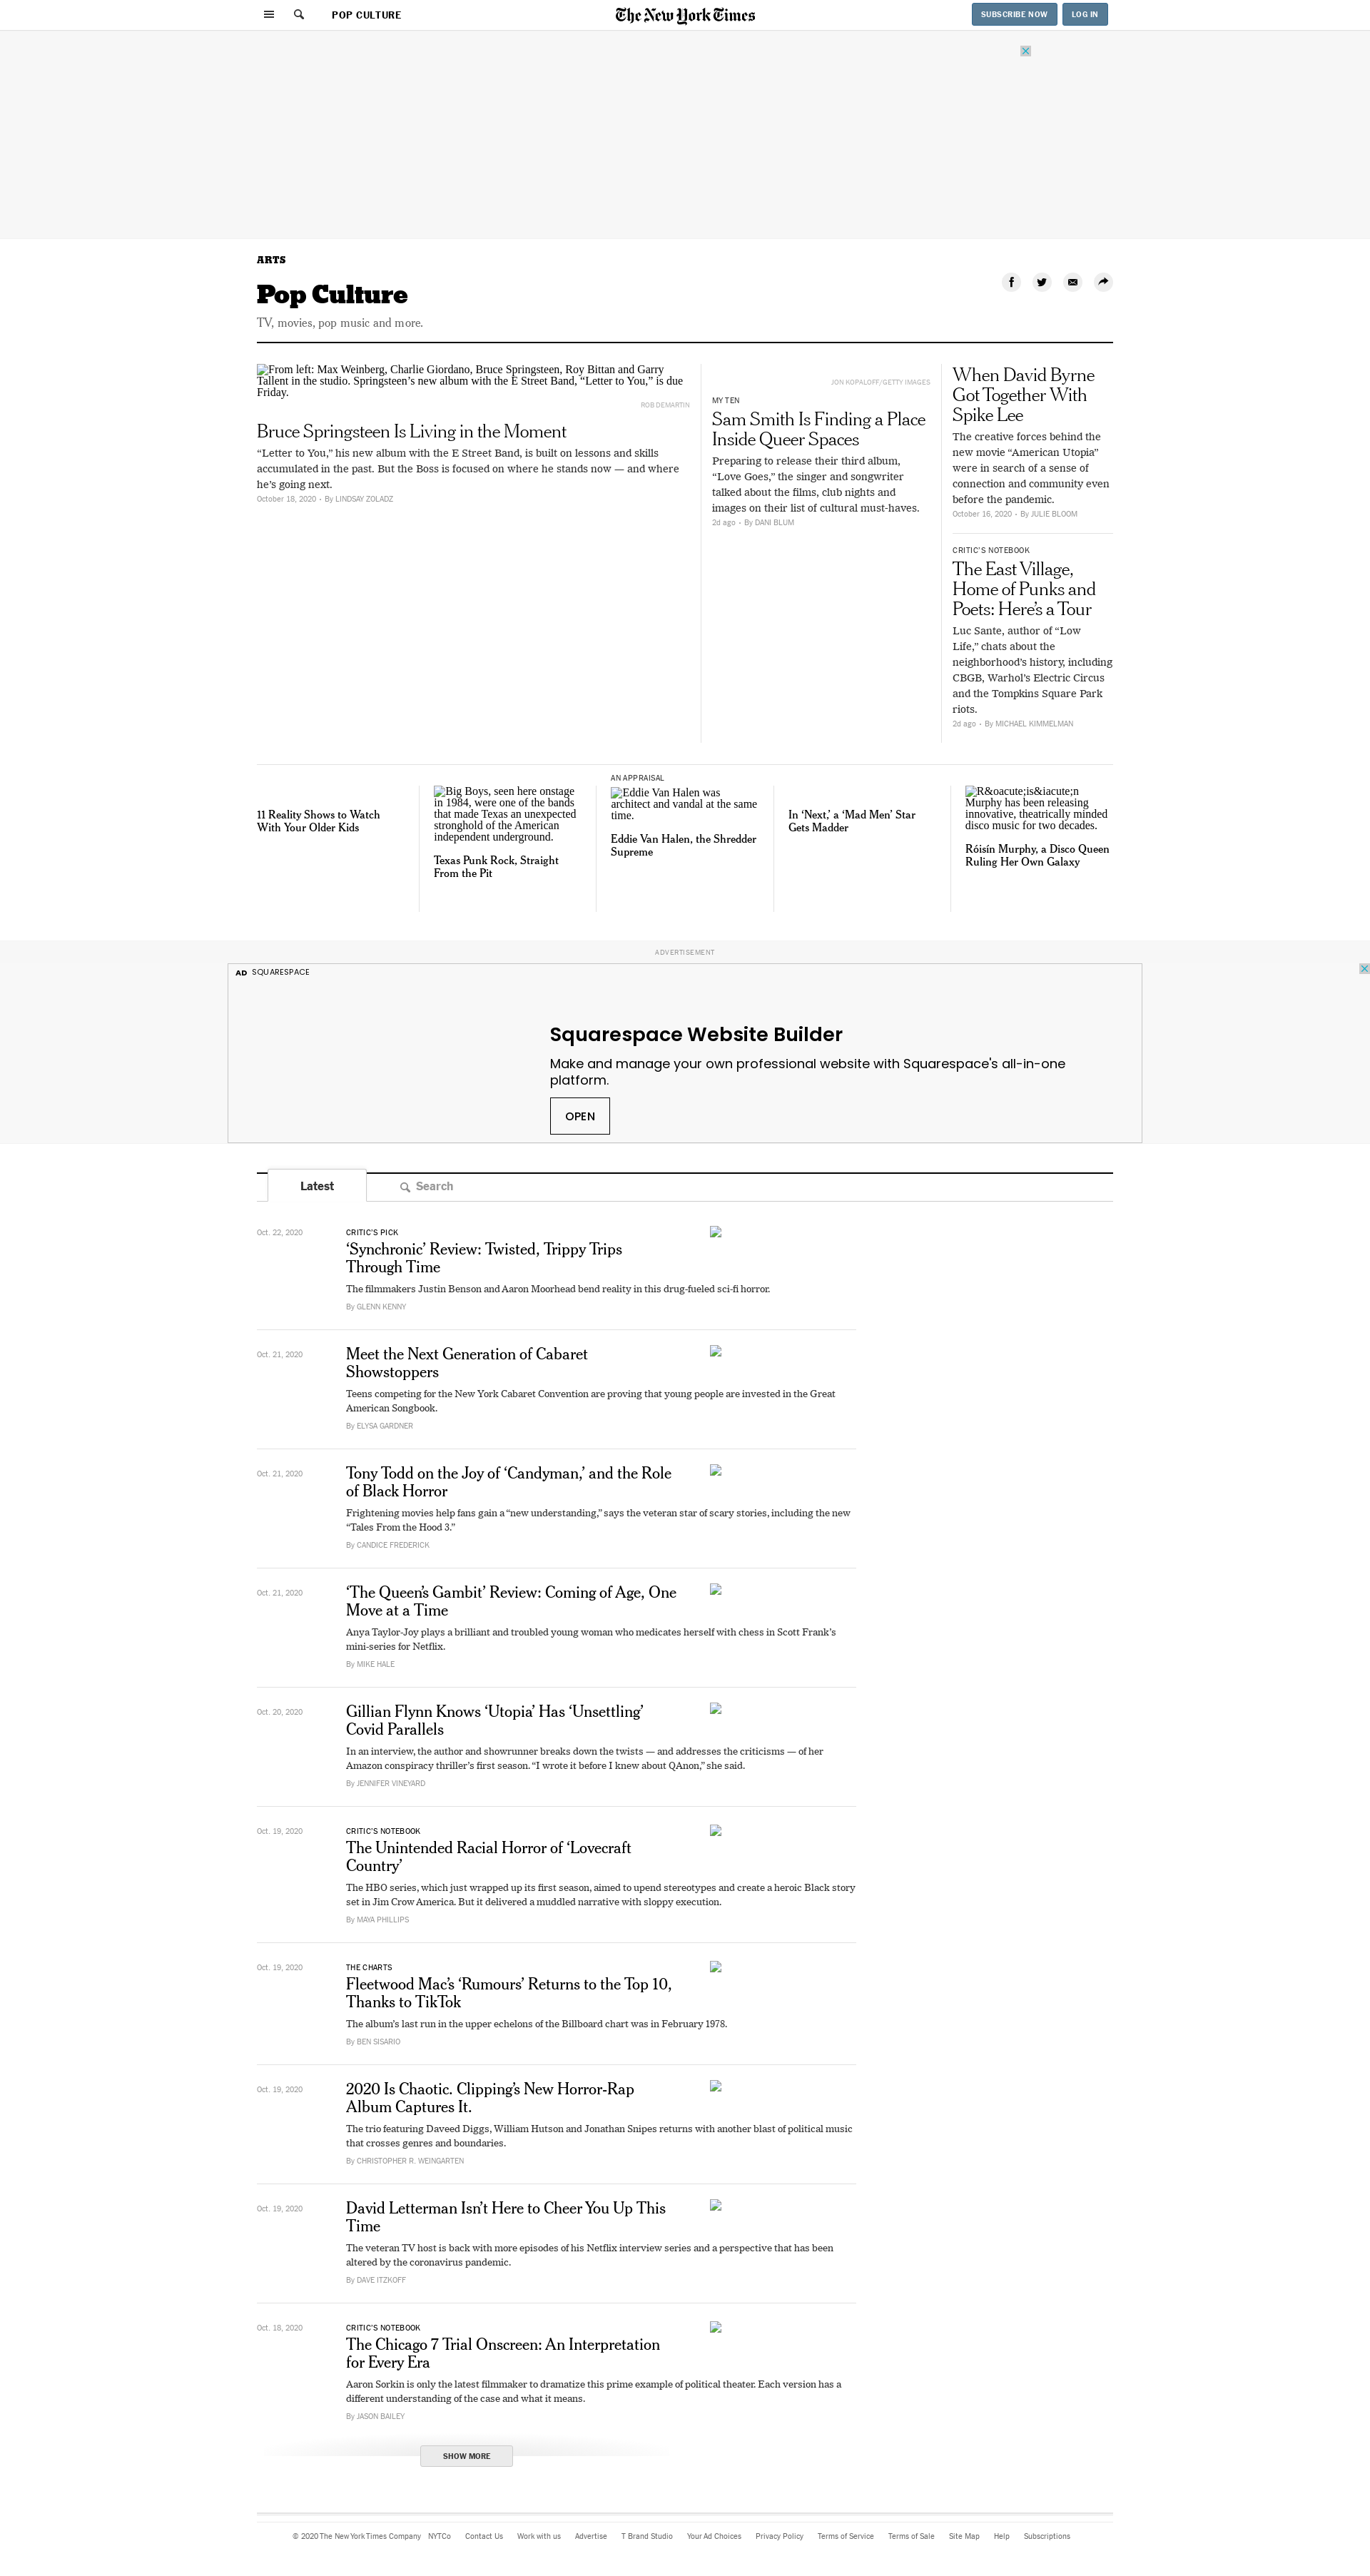 POP CULTURE
The New York Times
SUBSCRIBE NOW
LOG IN
ARTS
Pop Culture
TV, movies, pop music and more.
From left: Max Weinberg, Charlie Giordano, Bruce Springsteen, Roy Bittan and Garry
Tallent in the studio. Springsteen's new album with the E Street Band, “Letter to You,” is due
Friday.
ROB DEMARTIN
Bruce Springsteen Is Living in the Moment
“Letter to You,” his new album with the E Street Band, is built on lessons and skills
accumulated in the past. But the Boss is focused on where he stands now — and where
he’s going next.
October 18, 2020 • By LINDSAY ZOLADZ
JON KOPALOFF/GETTY IMAGES
MY TEN
Sam Smith Is Finding a Place
Inside Queer Spaces
Preparing to release their third album,
“Love Goes,” the singer and songwriter
talked about the films, club nights and
images on their list of cultural must-haves.
2d ago • By DANI BLUM
When David Byrne
Got Together With
Spike Lee
The creative forces behind the
new movie “American Utopia”
were in search of a sense of
connection and community even
before the pandemic.
October 16, 2020 • By JULIE BLOOM
CRITIC’S NOTEBOOK
The East Village,
Home of Punks and
Poets: Here’s a Tour
Luc Sante, author of “Low
Life,” chats about the
neighborhood’s history, including
CBGB, Warhol’s Electric Circus
and the Tompkins Square Park
riots.
2d ago • By MICHAEL KIMMELMAN
11 Reality Shows to Watch
With Your Older Kids
Big Boys, seen here onstage
in 1984, were one of the bands
that made Texas an unexpected
stronghold of the American
independent underground.
Texas Punk Rock, Straight
From the Pit
AN APPRAISAL
Eddie Van Halen was
architect and vandal at the same
time.
Eddie Van Halen, the Shredder
Supreme
In ‘Next,’ a ‘Mad Men’ Star
Gets Madder
R&oacute;is&iacute;n
Murphy has been releasing
innovative, theatrically minded
disco music for two decades.
Róisín Murphy, a Disco Queen
Ruling Her Own Galaxy
ADVERTISEMENT
AD SQUARESPACE
Squarespace Website Builder
Make and manage your own professional website with Squarespace's all-in-one
platform.
OPEN
Latest
Search
Oct. 22, 2020
CRITIC’S PICK
‘Synchronic’ Review: Twisted, Trippy Trips
Through Time
The filmmakers Justin Benson and Aaron Moorhead bend reality in this drug-fueled sci-fi horror.
By GLENN KENNY
Oct. 21, 2020
Meet the Next Generation of Cabaret
Showstoppers
Teens competing for the New York Cabaret Convention are proving that young people are invested in the Great
American Songbook.
By ELYSA GARDNER
Oct. 21, 2020
Tony Todd on the Joy of ‘Candyman,’ and the Role
of Black Horror
Frightening movies help fans gain a “new understanding,” says the veteran star of scary stories, including the new
“Tales From the Hood 3.”
By CANDICE FREDERICK
Oct. 21, 2020
‘The Queen’s Gambit’ Review: Coming of Age, One
Move at a Time
Anya Taylor-Joy plays a brilliant and troubled young woman who medicates herself with chess in Scott Frank’s
mini-series for Netflix.
By MIKE HALE
Oct. 20, 2020
Gillian Flynn Knows ‘Utopia’ Has ‘Unsettling’
Covid Parallels
In an interview, the author and showrunner breaks down the twists — and addresses the criticisms — of her
Amazon conspiracy thriller’s first season. “I wrote it before I knew about QAnon,” she said.
By JENNIFER VINEYARD
Oct. 19, 2020
CRITIC’S NOTEBOOK
The Unintended Racial Horror of ‘Lovecraft
Country’
The HBO series, which just wrapped up its first season, aimed to upend stereotypes and create a heroic Black story
set in Jim Crow America. But it delivered a muddled narrative with sloppy execution.
By MAYA PHILLIPS
Oct. 19, 2020
THE CHARTS
Fleetwood Mac’s ‘Rumours’ Returns to the Top 10,
Thanks to TikTok
The album’s last run in the upper echelons of the Billboard chart was in February 1978.
By BEN SISARIO
Oct. 19, 2020
2020 Is Chaotic. Clipping’s New Horror-Rap
Album Captures It.
The trio featuring Daveed Diggs, William Hutson and Jonathan Snipes returns with another blast of political music
that crosses genres and boundaries.
By CHRISTOPHER R. WEINGARTEN
Oct. 19, 2020
David Letterman Isn’t Here to Cheer You Up This
Time
The veteran TV host is back with more episodes of his Netflix interview series and a perspective that has been
altered by the coronavirus pandemic.
By DAVE ITZKOFF
Oct. 18, 2020
CRITIC’S NOTEBOOK
The Chicago 7 Trial Onscreen: An Interpretation
for Every Era
Aaron Sorkin is only the latest filmmaker to dramatize this prime example of political theater. Each version has a
different understanding of the case and what it means.
By JASON BAILEY
SHOW MORE
© 2020 The New York Times Company NYTCo Contact Us Work with us Advertise T Brand Studio Your Ad Choices Privacy Policy Terms of Service Terms of Sale Site Map Help Subscriptions